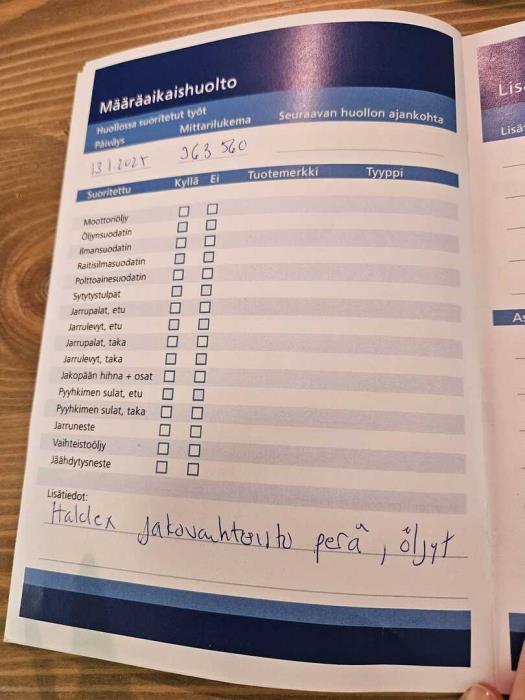 Määräaikaishuolto
Huollossa suoritetut työt
Päiväys Mittarilukema Seuraavan huollon ajankohta
13.1.2025 363 560
Suoritettu Kyllä Ei Tuotemerkki Tyyppi
Moottoriöljy
Öljynsuodatin
Ilmansuodatin
Raitisilmasuodatin
Polttoainesuodatin
Sytytystulpat
Jarrupalat, etu
Jarrulevyt, etu
Jarrupalat, taka
Jarrulevyt, taka
Jakopään hihna + osat
Pyyhkimen sulat, etu
Pyyhkimen sulat, taka
Jarruneste
Vaihteistoöljy
Jäähdytysneste
Lisätiedot:
Haldex jakovaihteisto perä, öljyt
Lis
Lisä
As